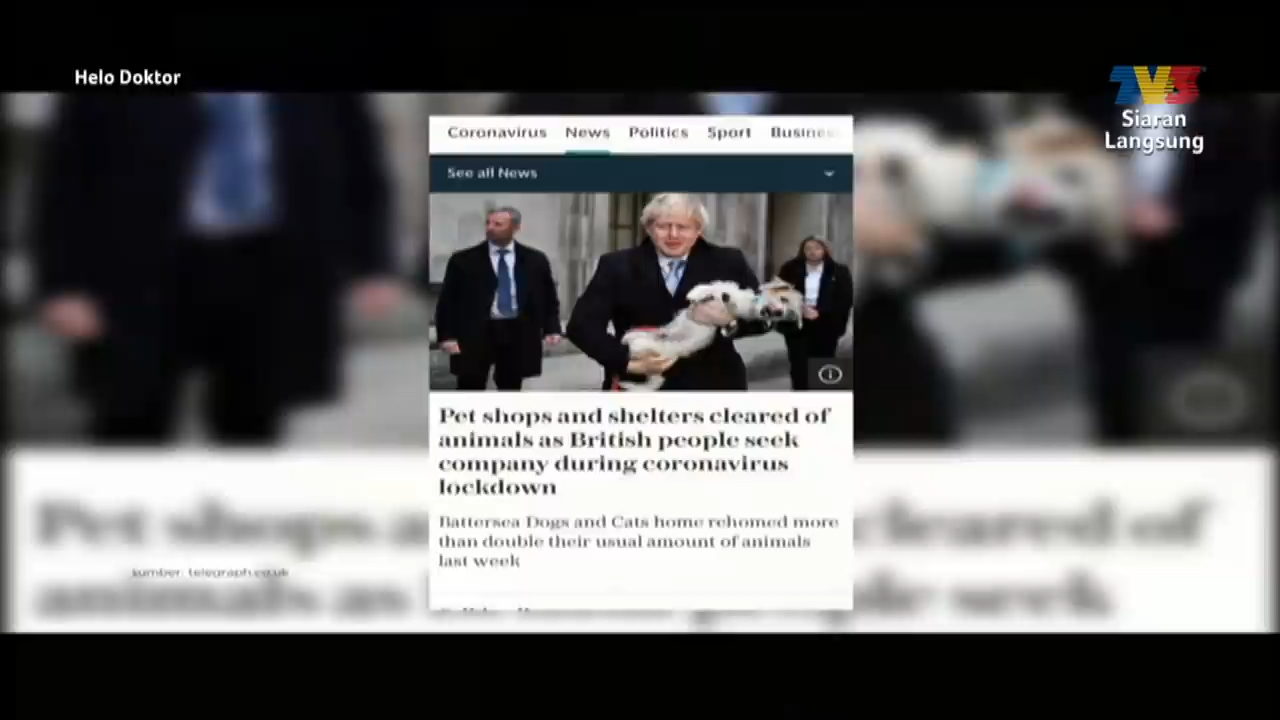 Helo Doktor
TV3
Siaran
Langsung
Coronavirus News Politics Sport Busines
See all News
Pet shops and shelters cleared of
animals as British people seek
company during coronavirus
lockdown
Battersea Dogs and Cats home rehomed more
than double their usual amount of animals
last week
sumber: telegraph.co.uk